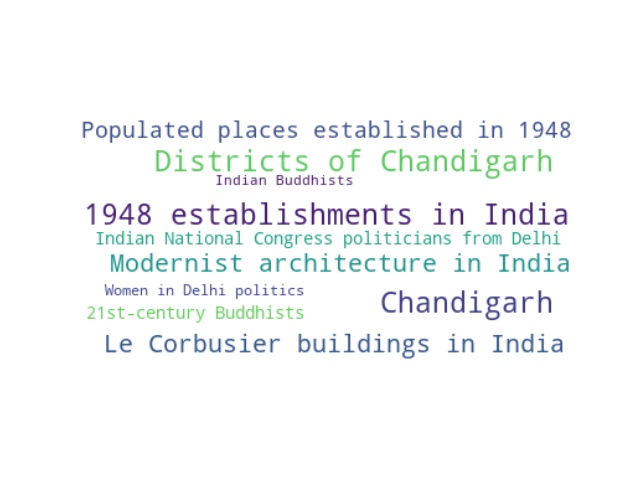 Populated places established in 1948
Districts of Chandigarh
Indian Buddhists
1948 establishments in India
Indian National Congress politicians from Delhi
Modernist architecture in India
Women in Delhi politics
Chandigarh
21st-century Buddhists
Le Corbusier buildings in India